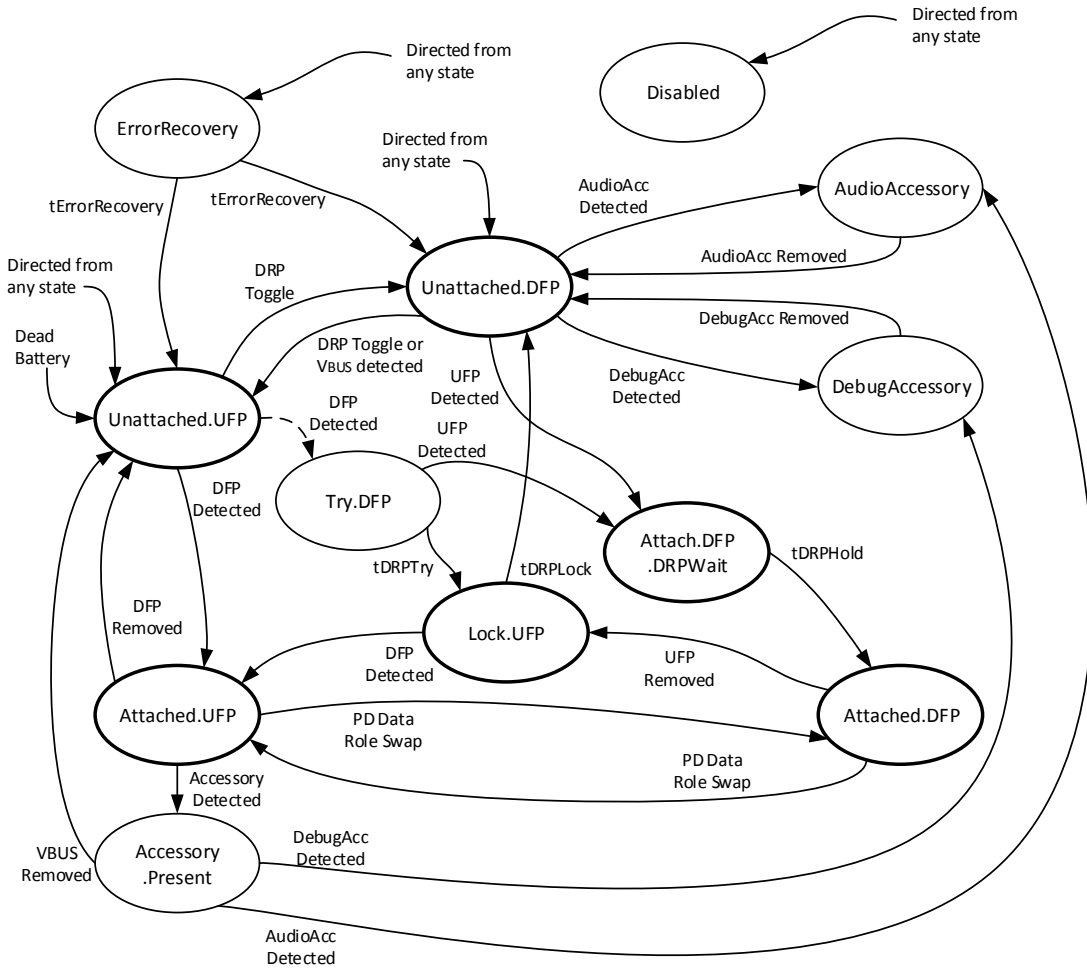 Directed from
any state
Directed from
any state
Disabled
ErrorRecovery
Directed from
any state
AudioAcc
Detected
AudioAccessory
tErrorRecovery
tErrorRecovery
AudioAcc Removed
Directed from
any state
DRP
Toggle
Unattached.DFP
DebugAcc Removed
Dead
Battery
DRP Toggle or
VBUS detected
DebugAcc
Detected
DebugAccessory
UFP
Detected
Unattached.UFP
DFP
Detected
UFP
Detected
DFP
Detected
Try.DFP
Attach.DFP
.DRPWait
tDRPHold
tDRPTry
tDRPLock
DFP
Removed
Lock.UFP
DFP
Detected
UFP
Removed
Attached.UFP
PD Data
Role Swap
Attached.DFP
PD Data
Role Swap
Accessory
Detected
DebugAcc
Detected
VBUS
Removed
Accessory
.Present
AudioAcc
Detected